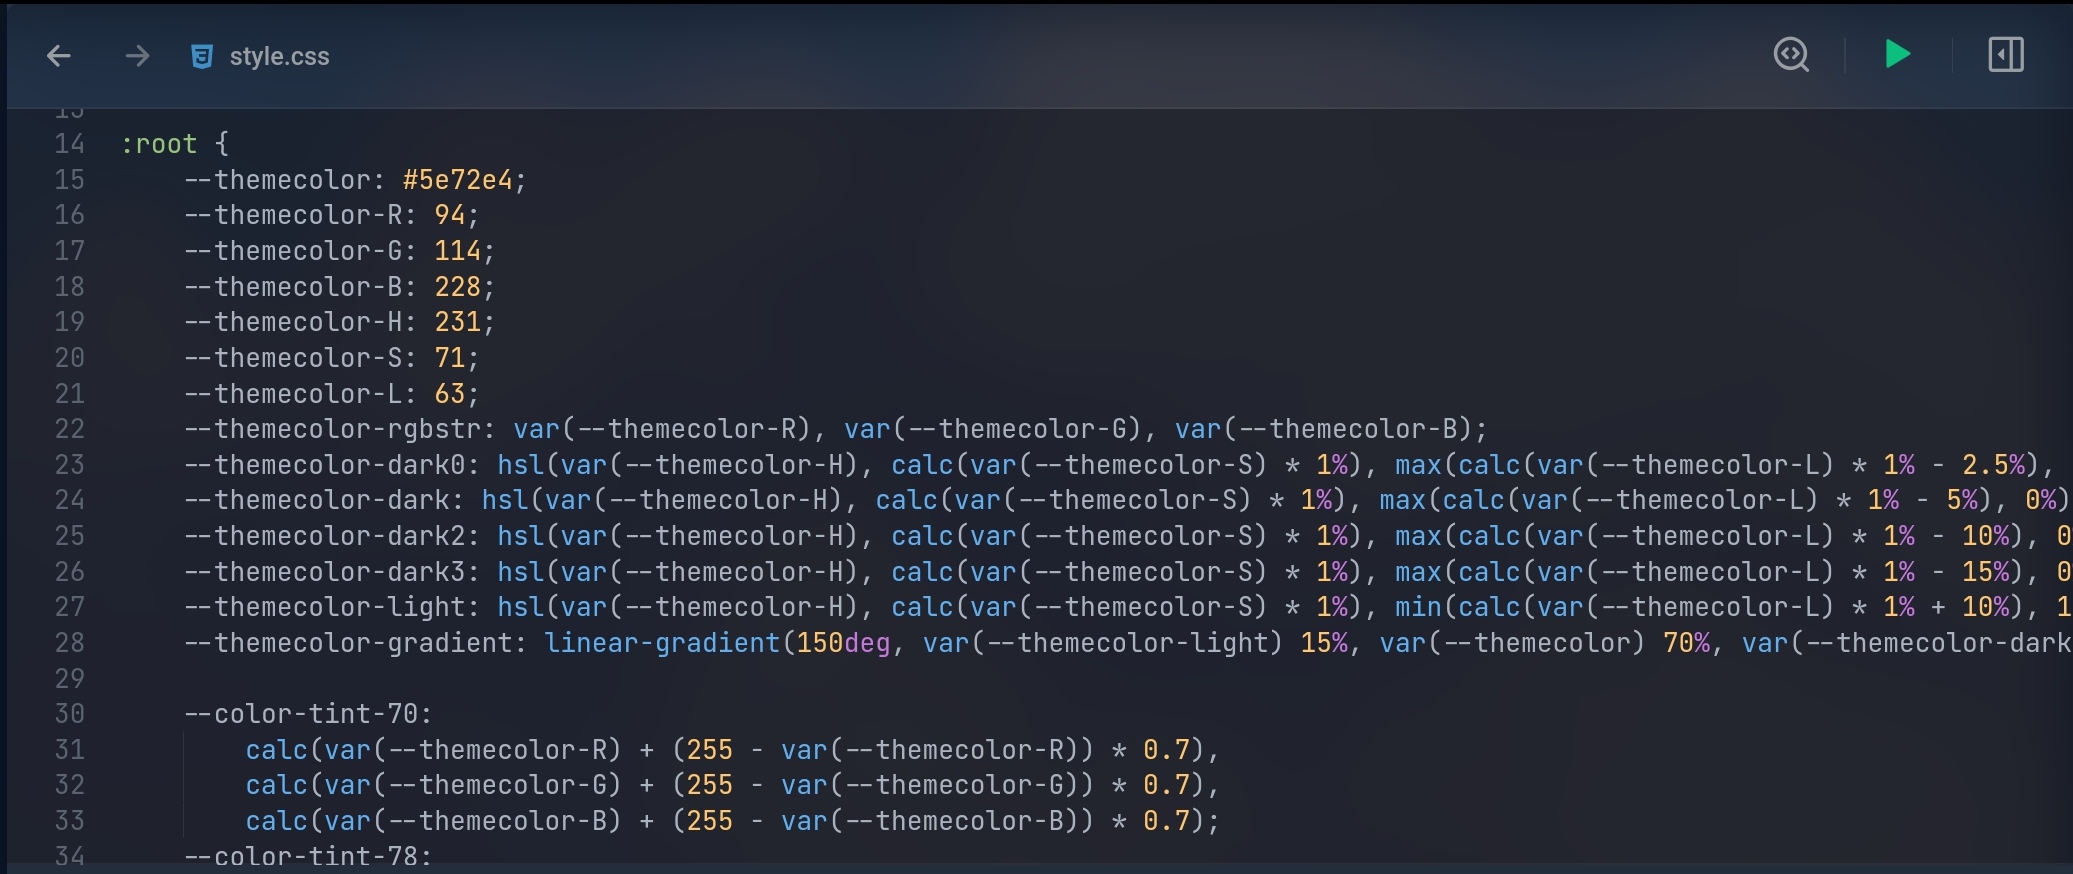 style.css
13
14 :root {
15 --themecolor: #5e72e4;
16 --themecolor-R: 94;
17 --themecolor-G: 114;
18 --themecolor-B: 228;
19 --themecolor-H: 231;
20 --themecolor-S: 71;
21 --themecolor-L: 63;
22 --themecolor-rgbstr: var(--themecolor-R), var(--themecolor-G), var(--themecolor-B);
23 --themecolor-dark0: hsl(var(--themecolor-H), calc(var(--themecolor-S) * 1%), max(calc(var(--themecolor-L) * 1% - 2.5%),
24 --themecolor-dark: hsl(var(--themecolor-H), calc(var(--themecolor-S) * 1%), max(calc(var(--themecolor-L) * 1% - 5%), 0%)
25 --themecolor-dark2: hsl(var(--themecolor-H), calc(var(--themecolor-S) * 1%), max(calc(var(--themecolor-L) * 1% - 10%), 0
26 --themecolor-dark3: hsl(var(--themecolor-H), calc(var(--themecolor-S) * 1%), max(calc(var(--themecolor-L) * 1% - 15%), 0
27 --themecolor-light: hsl(var(--themecolor-H), calc(var(--themecolor-S) * 1%), min(calc(var(--themecolor-L) * 1% + 10%), 1
28 --themecolor-gradient: linear-gradient(150deg, var(--themecolor-light) 15%, var(--themecolor) 70%, var(--themecolor-dark
29
30 --color-tint-70:
31 calc(var(--themecolor-R) + (255 - var(--themecolor-R)) * 0.7),
32 calc(var(--themecolor-G) + (255 - var(--themecolor-G)) * 0.7),
33 calc(var(--themecolor-B) + (255 - var(--themecolor-B)) * 0.7);
34 --color-tint-78: